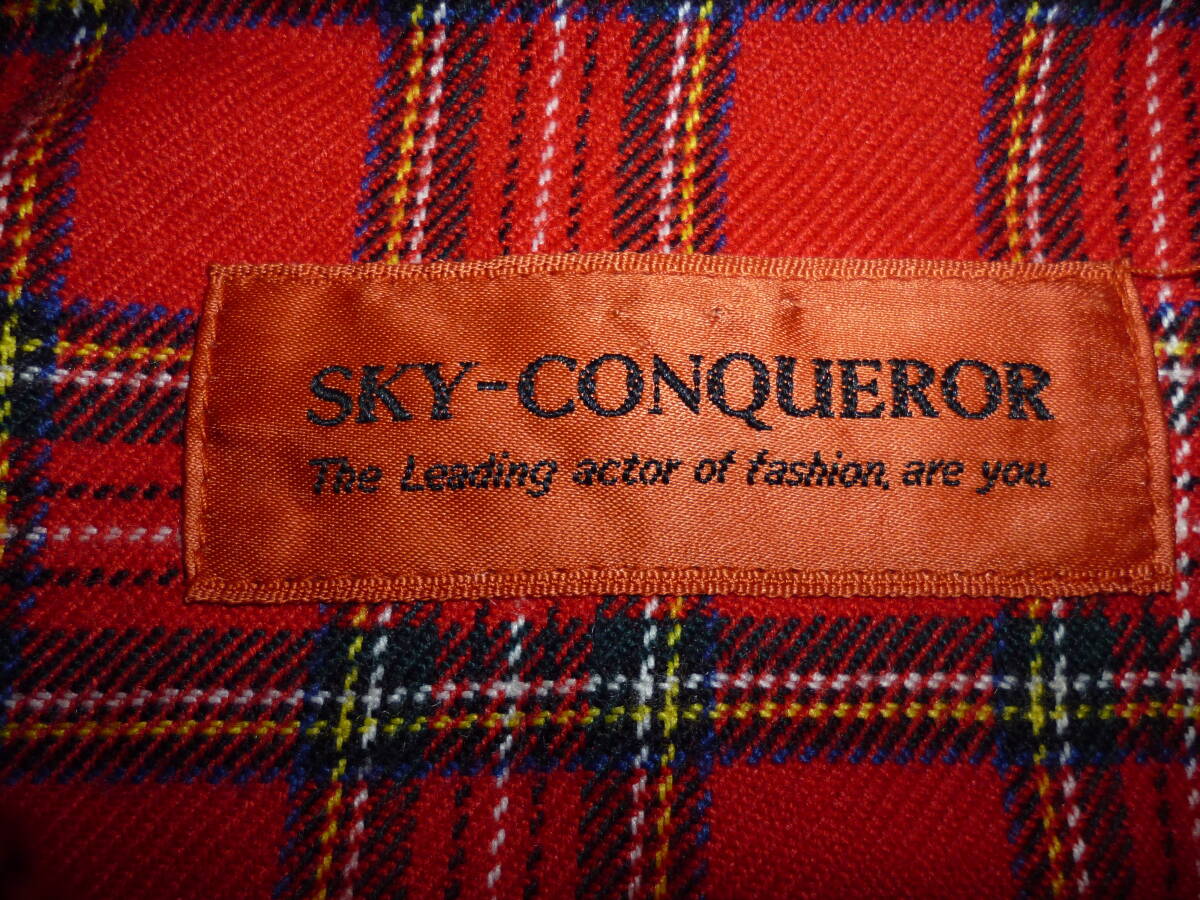 SKY-CONQUEROR
The Leading actor of fashion, are you.